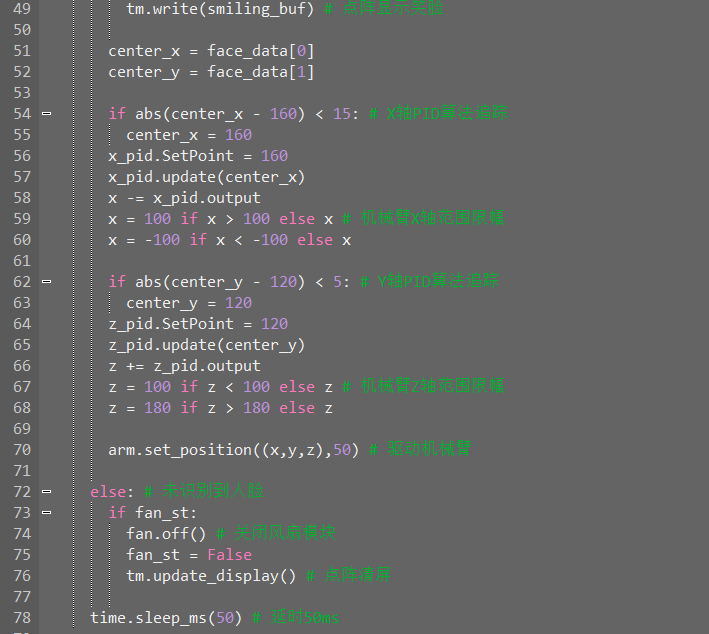 49 tm.write(smiling_buf) # 点阵显示笑脸
50
51 center_x = face_data[0]
52 center_y = face_data[1]
53
54 if abs(center_x - 160) < 15: # X轴PID算法追踪
55 center_x = 160
56 x_pid.SetPoint = 160
57 x_pid.update(center_x)
58 x -= x_pid.output
59 x = 100 if x > 100 else x # 机械臂X轴范围限幅
60 x = -100 if x < -100 else x
61
62 if abs(center_y - 120) < 5: # Y轴PID算法追踪
63 center_y = 120
64 z_pid.SetPoint = 120
65 z_pid.update(center_y)
66 z += z_pid.output
67 z = 100 if z < 100 else z # 机械臂Z轴范围限幅
68 z = 180 if z > 180 else z
69
70 arm.set_position((x,y,z),50) # 驱动机械臂
71
72 else: # 未识别到人脸
73 if fan_st:
74 fan.off() # 关闭风扇模块
75 fan_st = False
76 tm.update_display() # 点阵清屏
77
78 time.sleep_ms(50) # 延时50ms